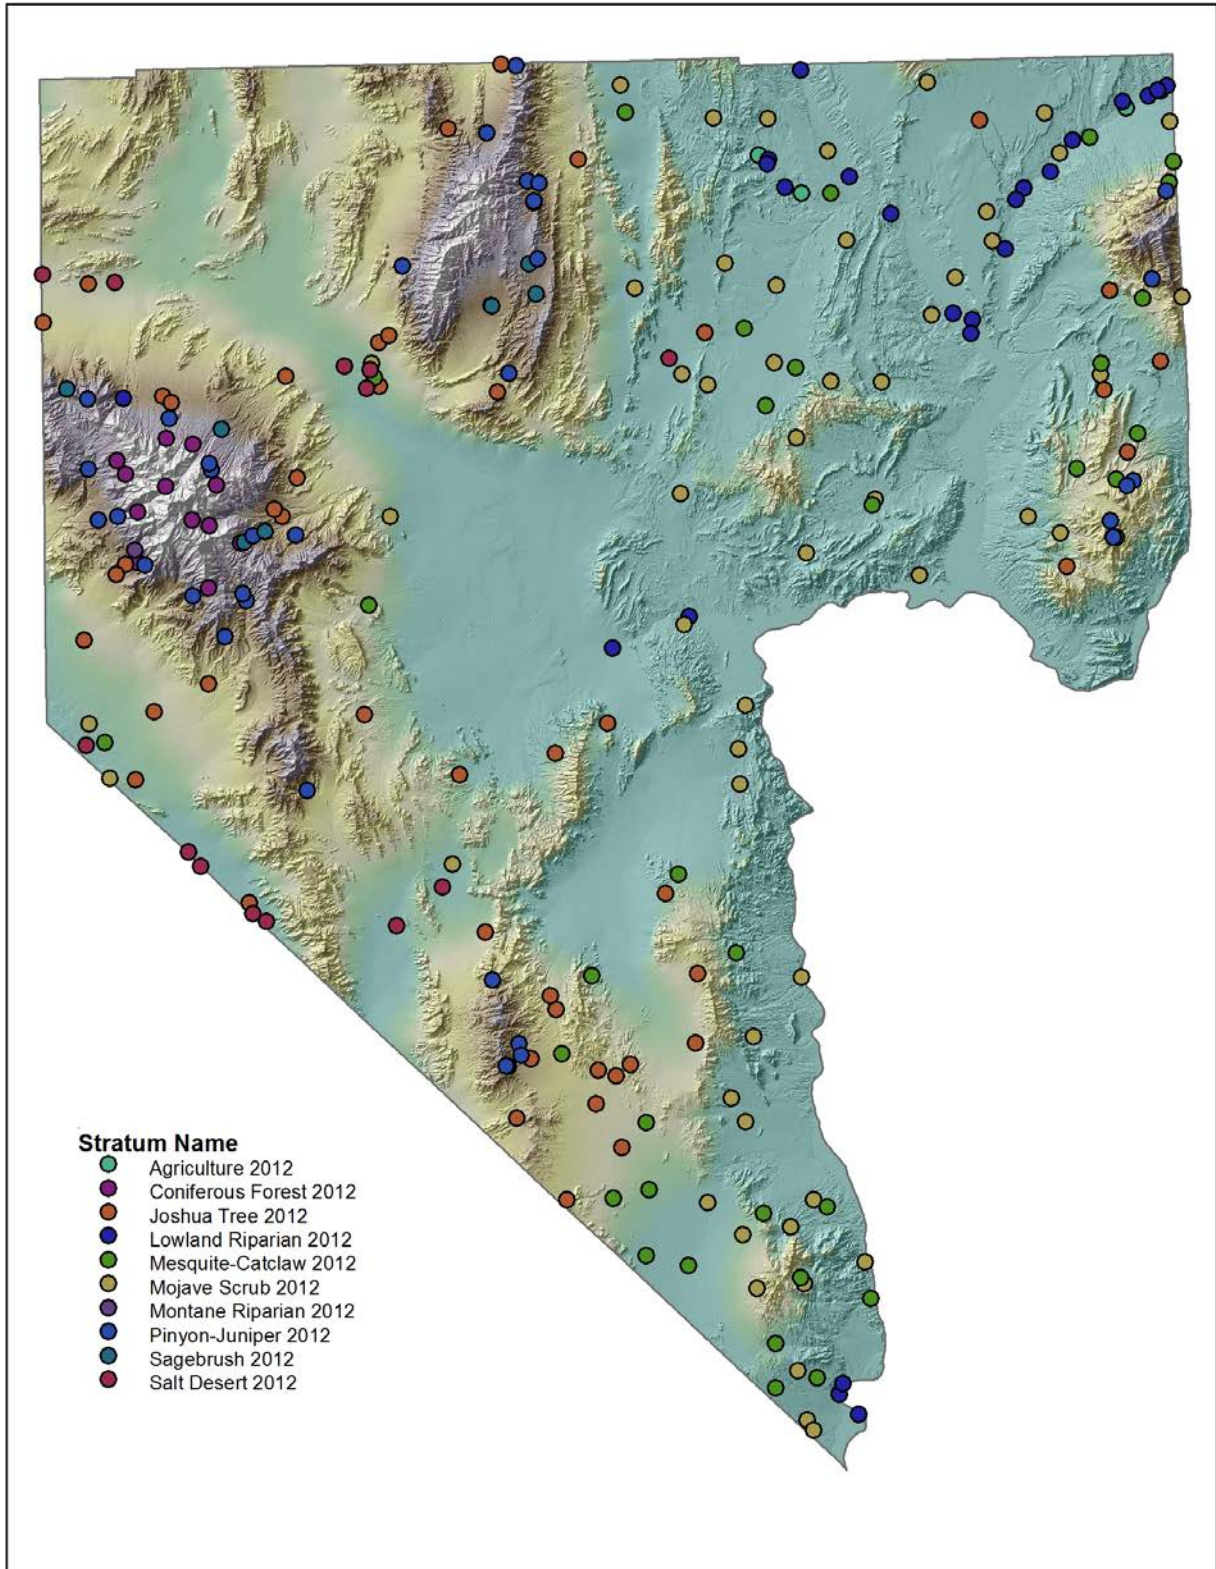 Stratum Name
Agriculture 2012
Coniferous Forest 2012
Joshua Tree 2012
Lowland Riparian 2012
Mesquite-Catclaw 2012
Mojave Scrub 2012
Montane Riparian 2012
Pinyon-Juniper 2012
Sagebrush 2012
Salt Desert 2012